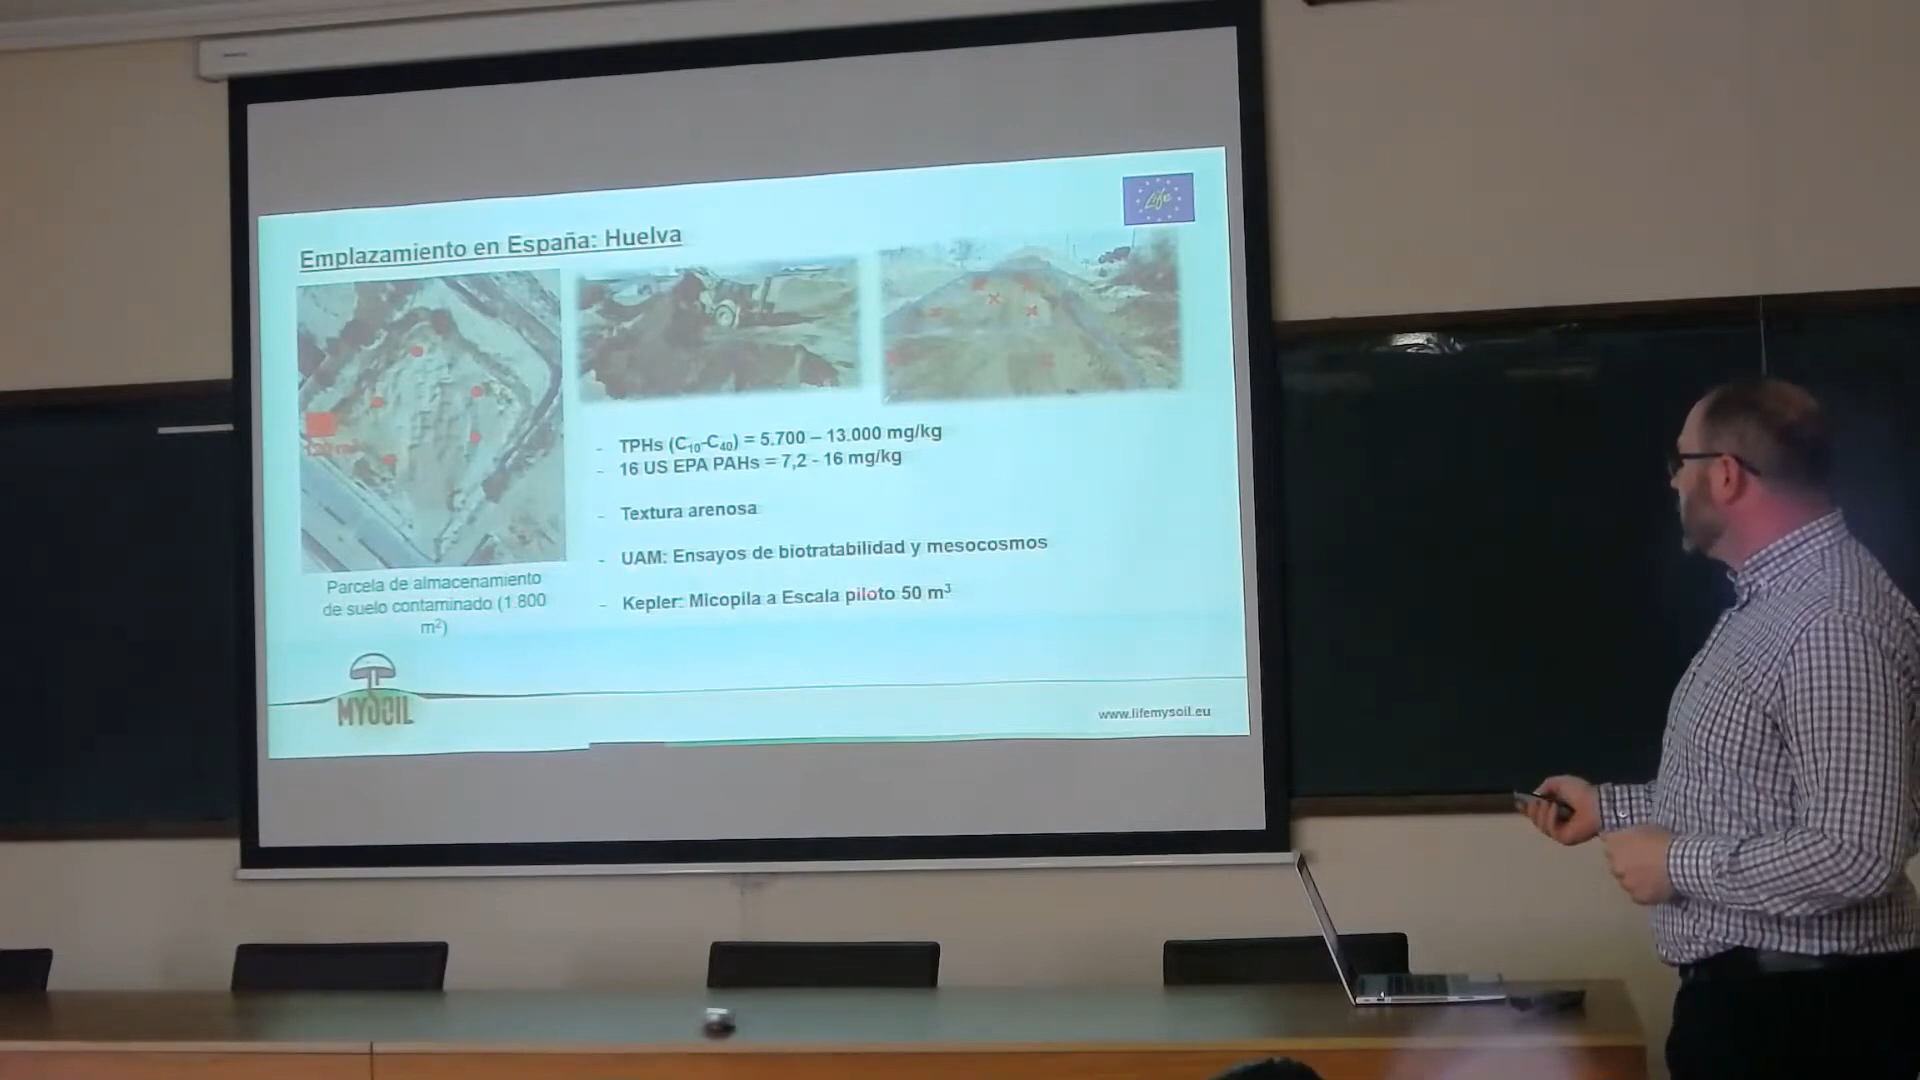 Life
Emplazamiento en España: Huelva
- TPHs (C10-C40) = 5.700 – 13.000 mg/kg
- 16 US EPA PAHs = 7,2 - 16 mg/kg
- Textura arenosa
- UAM: Ensayos de biotratabilidad y mesocosmos
- Kepler: Micopila a Escala piloto 50 m³
Parcela de almacenamiento
de suelo contaminado (1.800
m²)
MYSOIL
www.lifemysoil.eu